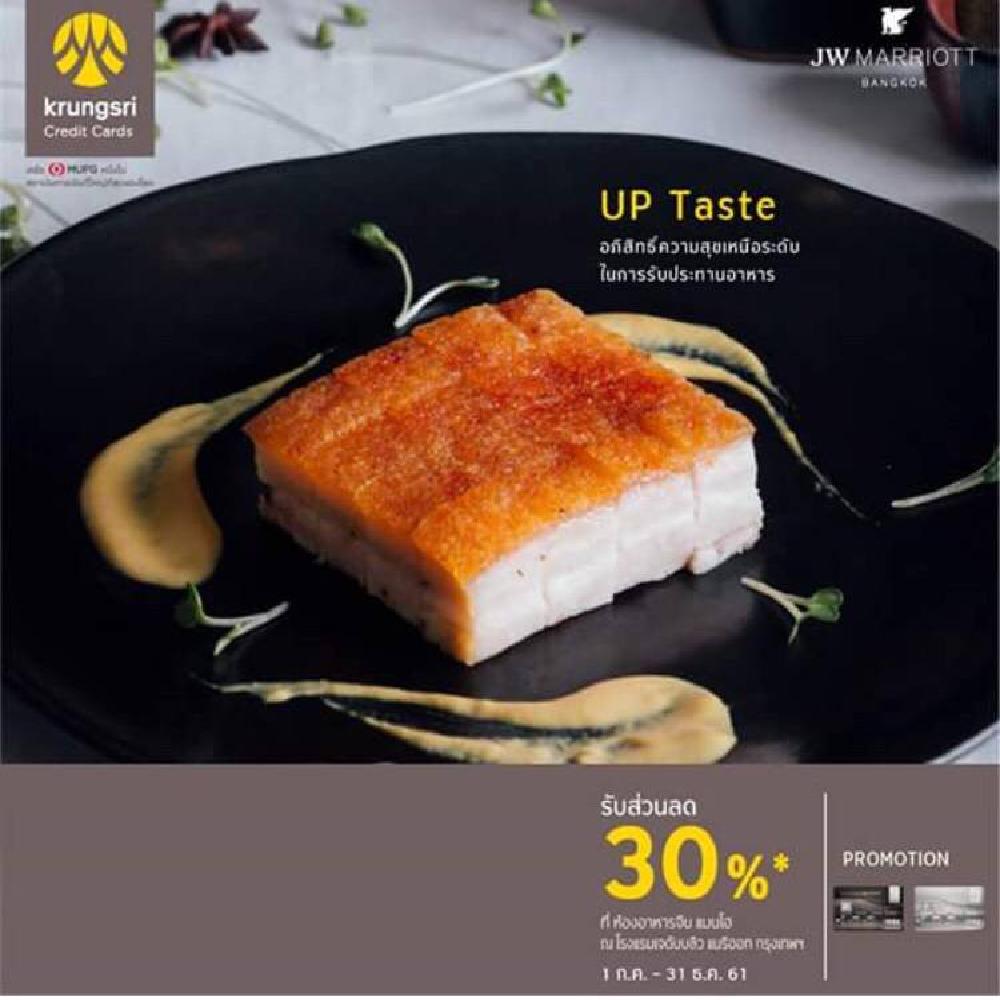 krungsri
Credit Cards
MUFG
JW MARRIOTT
BANGKOK
UP Taste
อภิสิทธิ์ความสุขเหนือระดับ
ในการรับประทานอาหาร
รับส่วนลด
30%*
ที่ ห้องอาหารจีน แมนโฮ
ณ โรงแรมเจดับบลิว แมริออท กรุงเทพฯ
1 ก.ค. - 31 ธ.ค. 61
PROMOTION